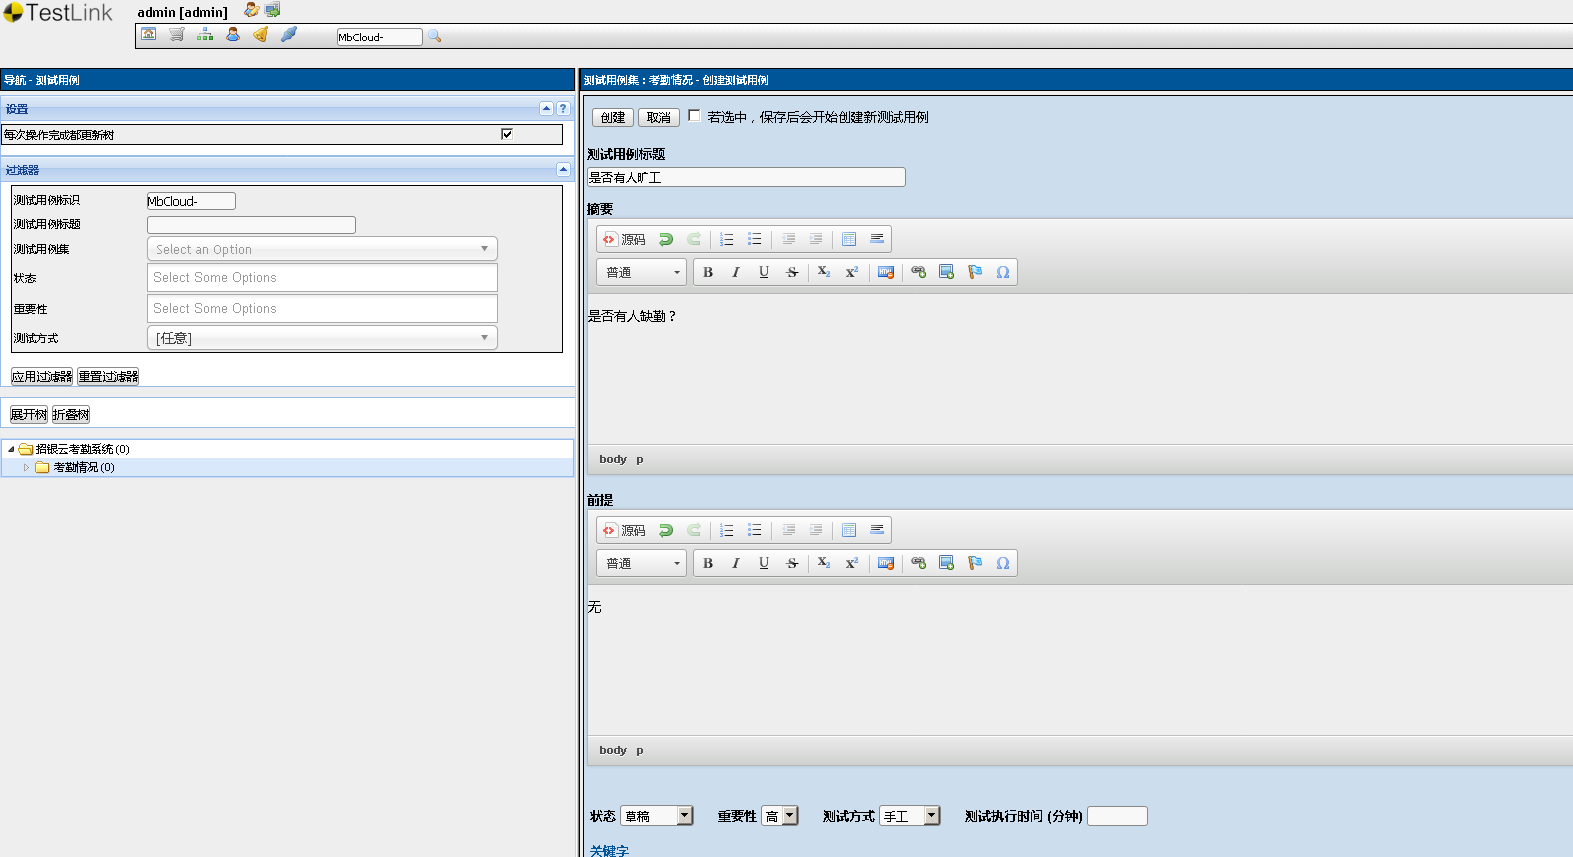 TestLink
admin [admin]
MbCloud-
导航 - 测试用例
设置
?
每次操作完成都更新树
过滤器
测试用例标识 MbCloud-
测试用例标题
测试用例集 Select an Option
状态 Select Some Options
重要性 Select Some Options
测试方式 [任意]
应用过滤器 重置过滤器
展开树 折叠树
招银云考勤系统 (0)
考勤情况 (0)
测试用例集 : 考勤情况 - 创建测试用例
创建 取消 若选中，保存后会开始创建新测试用例
测试用例标题
是否有人旷工
摘要
源码
普通 B I U S X₂ X² Ω
是否有人缺勤？
body p
前提
源码
普通 B I U S X₂ X² Ω
无
body p
状态 草稿 重要性 高 测试方式 手工 测试执行时间 (分钟)
关键字